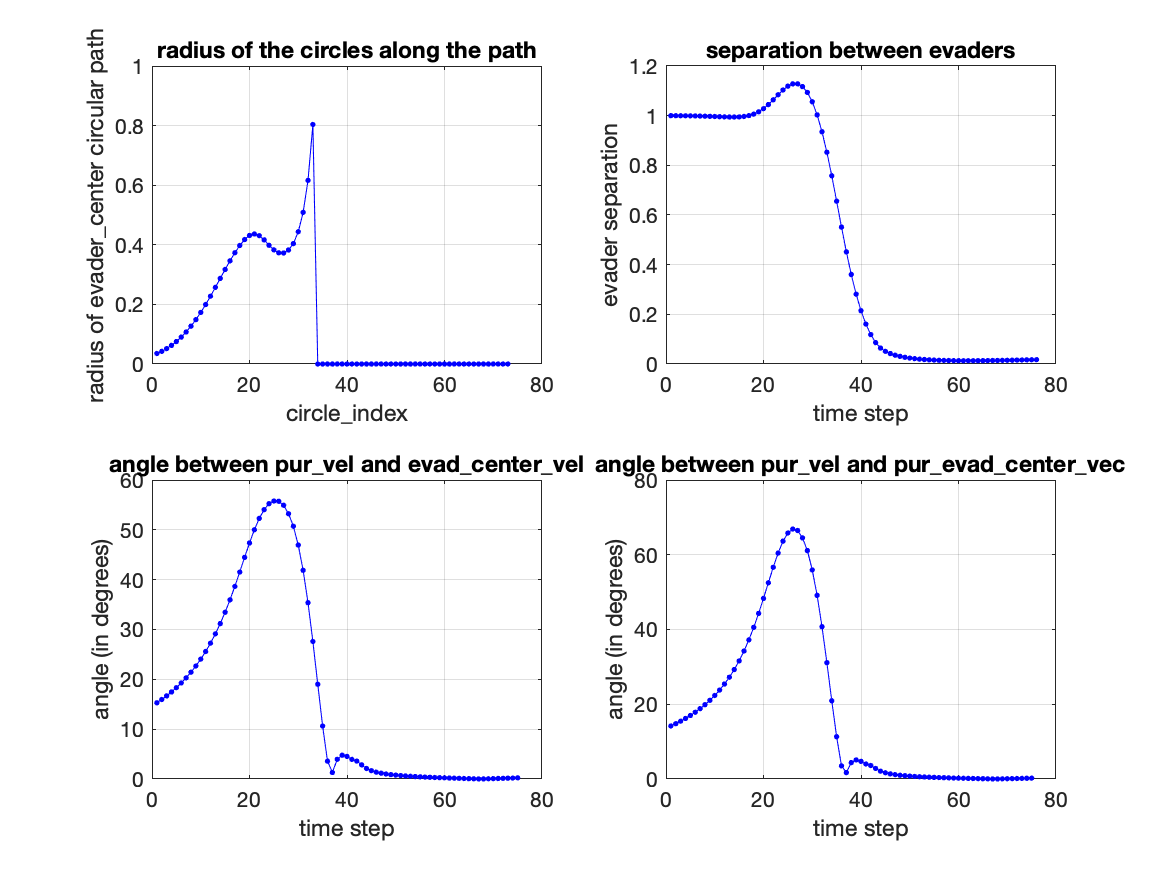 radius of the circles along the path
radius of evader_center circular path
1
0.8
0.6
0.4
0.2
0
0 20 40 60 80
circle_index
separation between evaders
evader separation
1.2
1
0.8
0.6
0.4
0.2
0
0 20 40 60 80
time step
angle between pur_vel and evad_center_vel
angle (in degrees)
60
50
40
30
20
10
0
0 20 40 60 80
time step
angle between pur_vel and pur_evad_center_vec
angle (in degrees)
80
60
40
20
0
0 20 40 60 80
time step